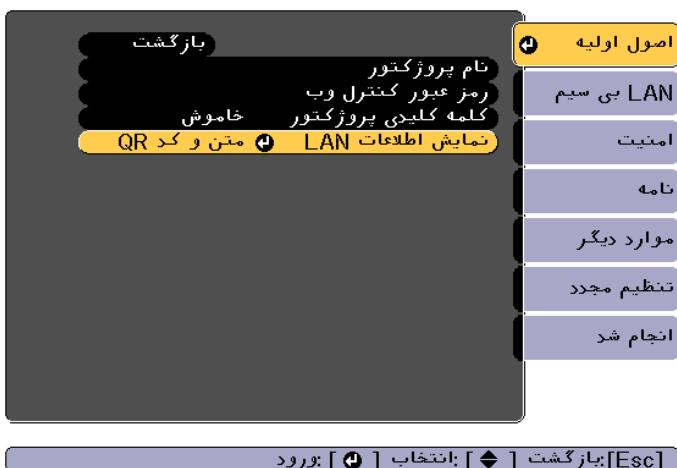 اصول اولیه
LAN بی سیم
امنیت
نامه
موارد دیگر
تنظیم مجدد
انجام شد
بازگشت
نام پروژکتور
رمز عبور کنترل وب
کلمه کلیدی پروژکتور خاموش
نمایش اطلاعات LAN متن و کد QR
[Esc]:بازگشت [ ]:انتخاب [ ]:ورود